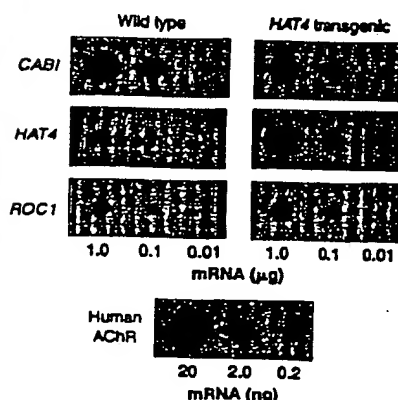 Wild type HAT4 transgenic
CAB1
HAT4
ROC1
1.0 0.1 0.01 1.0 0.1 0.01
mRNA (μg)
Human
AChR
20 2.0 0.2
mRNA (ng)